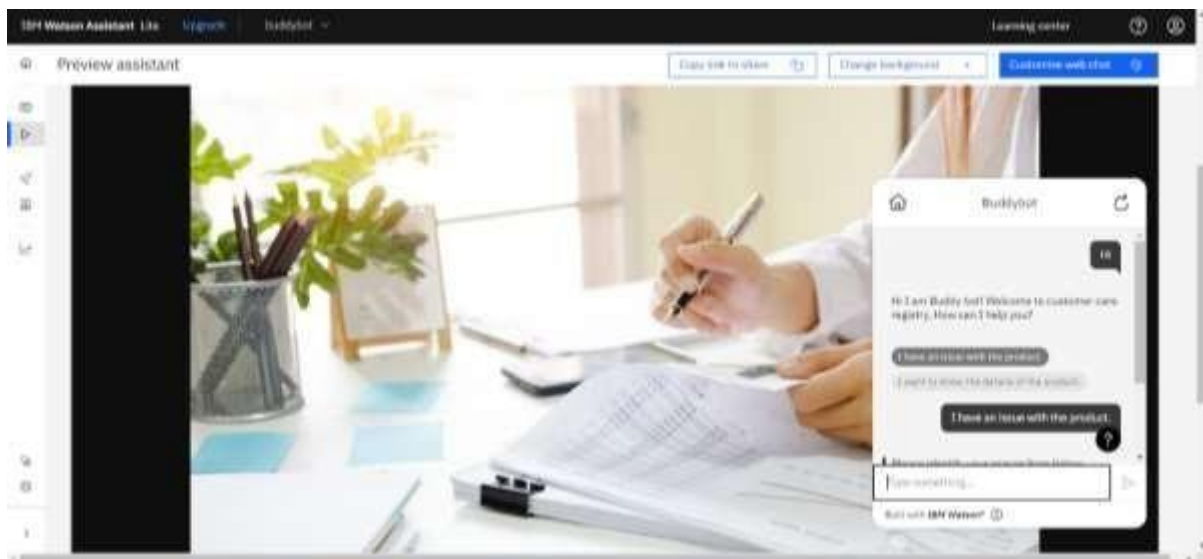 IBM Watson Assistant Lite Upgrade buddybot Learning center
Preview assistant Copy link to share Change background Customize web chat
Buddybot
Hi
Hi I am Buddy bot! Welcome to customer care
registry. How can I help you?
I have an issue with the product.
I want to know the details of the product.
I have an issue with the product.
Type something...
Built with IBM Watson®